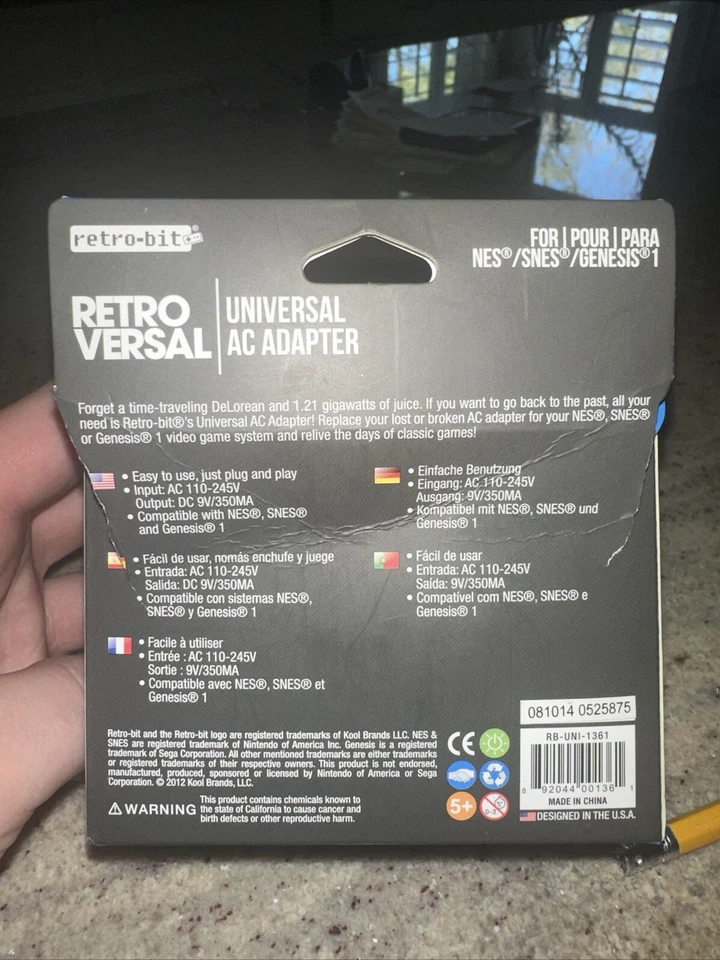 retro-bit®
FOR | POUR | PARA
NES®/SNES®/GENESIS® 1
RETRO
VERSAL
UNIVERSAL
AC ADAPTER
Forget a time-traveling DeLorean and 1.21 gigawatts of juice. If you want to go back to the past, all your
need is Retro-bit®'s Universal AC Adapter! Replace your lost or broken AC adapter for your NES®, SNES®
or Genesis® 1 video game system and relive the days of classic games!
• Easy to use, just plug and play
• Input: AC 110-245V
Output: DC 9V/350MA
• Compatible with NES®, SNES®
and Genesis® 1
• Einfache Benutzung
• Eingang: AC 110-245V
Ausgang: 9V/350MA
• Kompatibel mit NES®, SNES® und
Genesis® 1
• Fácil de usar, nomás enchufe y juege
• Entrada: AC 110-245V
Salida: DC 9V/350MA
• Compatible con sistemas NES®,
SNES® y Genesis® 1
• Fácil de usar
• Entrada: AC 110-245V
Saída: 9V/350MA
• Compatível com NES®, SNES® e
Genesis® 1
• Facile à utiliser
• Entrée : AC 110-245V
Sortie : 9V/350MA
• Compatible avec NES®, SNES® et
Genesis® 1
Retro-bit and the Retro-bit logo are registered trademarks of Kool Brands LLC. NES &
SNES are registered trademark of Nintendo of America Inc. Genesis is a registered
trademark of Sega Corporation. All other mentioned trademarks are either trademarks
or registered trademarks of their respective owners. This product is not endorsed,
manufactured, produced, sponsored or licensed by Nintendo of America or Sega
Corporation. © 2012 Kool Brands, LLC.
WARNING
This product contains chemicals known to
the state of California to cause cancer and
birth defects or other reproductive harm.
CE
5+
0-3
081014 0525875
RB-UNI-1361
8 92044 00136 1
MADE IN CHINA
DESIGNED IN THE U.S.A.